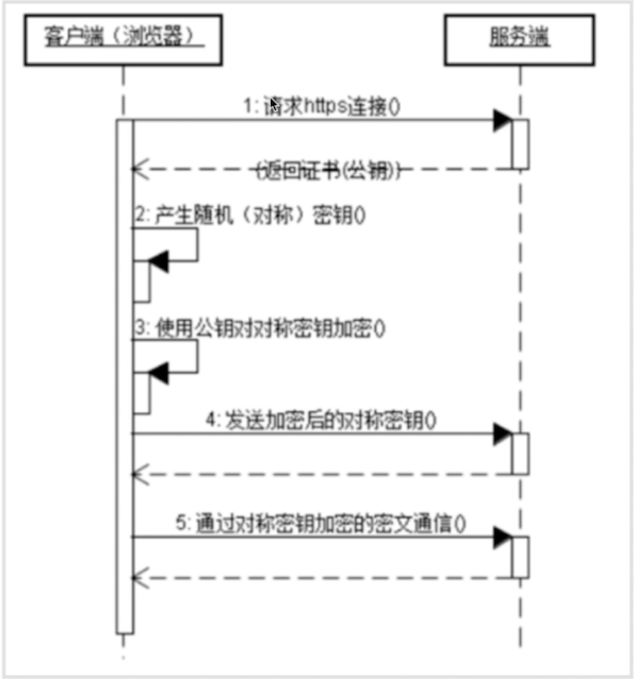 客户端（浏览器）
服务端
1: 请求https连接()
(返回证书(公钥))
2: 产生随机（对称）密钥()
3: 使用公钥对对称密钥加密()
4: 发送加密后的对称密钥()
5: 通过对称密钥加密的密文通信()